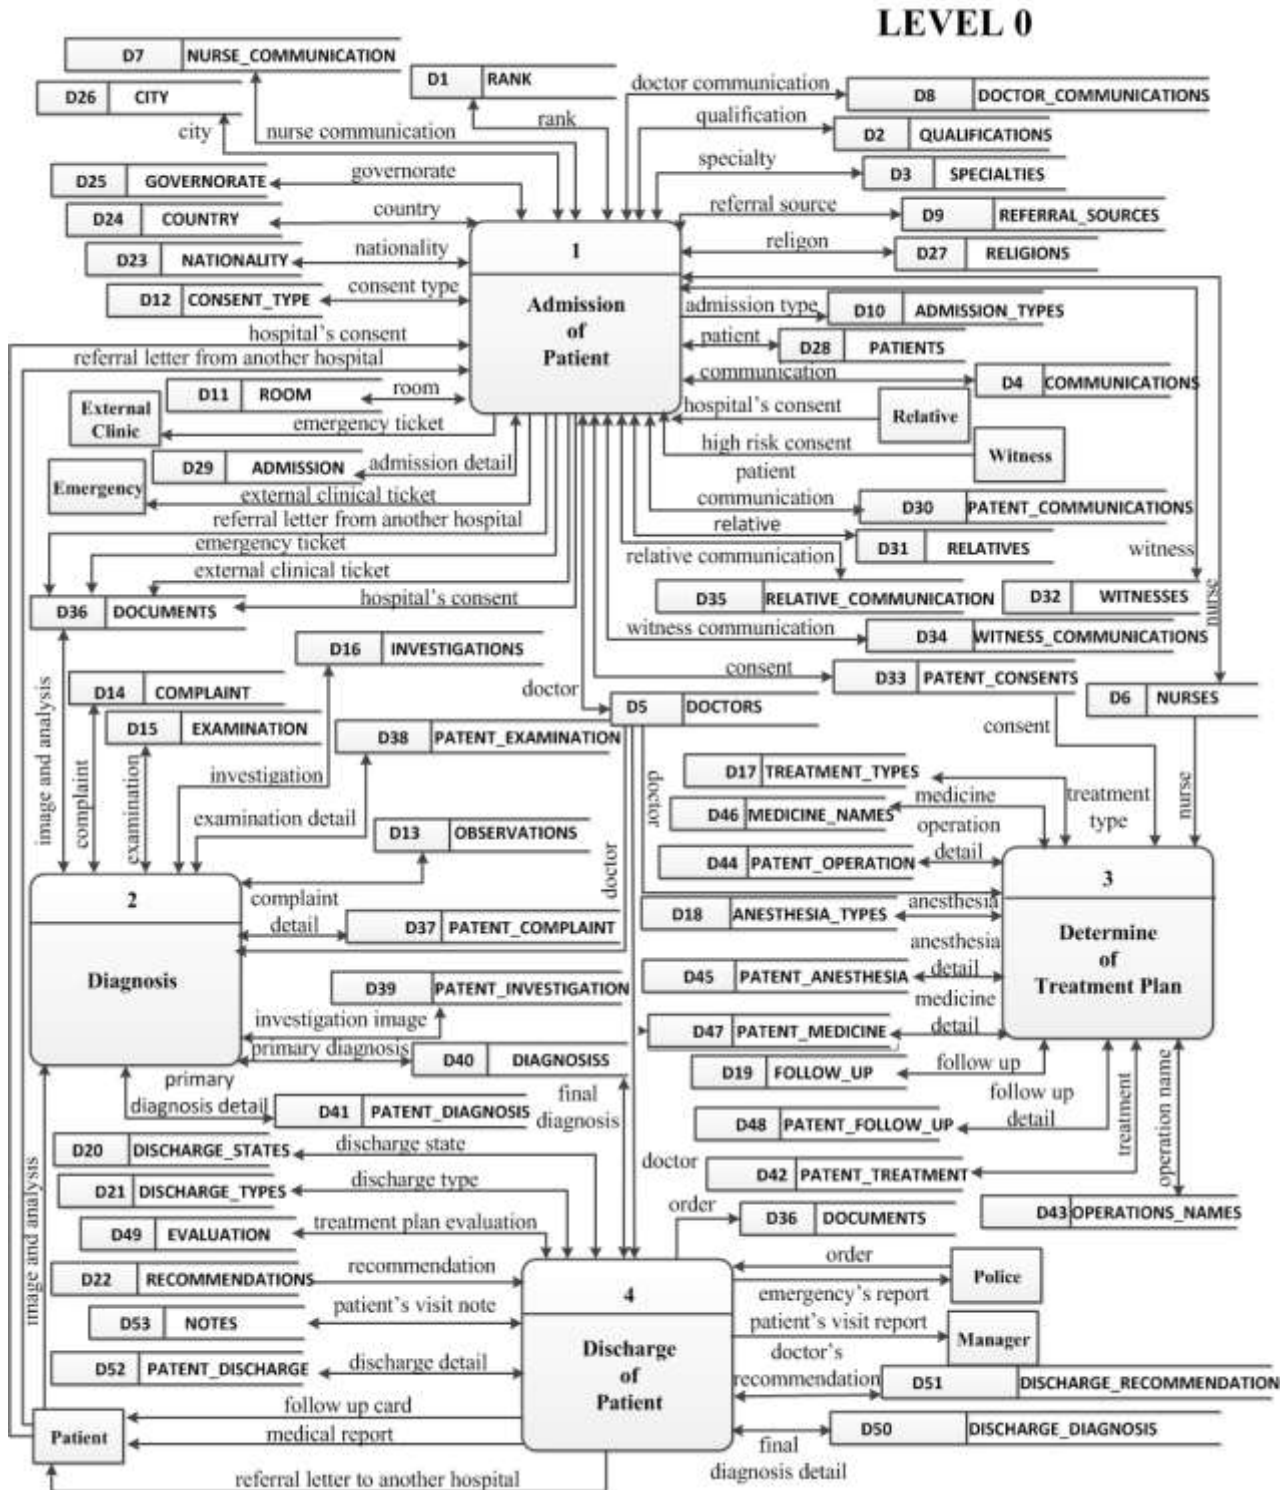 LEVEL 0
D7 NURSE_COMMUNICATION
D1 RANK
D26 CITY
doctor communication
D8 DOCTOR_COMMUNICATIONS
city
nurse communication
rank
qualification
D2 QUALIFICATIONS
specialty
D3 SPECIALTIES
D25 GOVERNORATE
governorate
D24 COUNTRY
country
referral source
D9 REFERRAL_SOURCES
D23 NATIONALITY
nationality
religon
D27 RELIGIONS
1
Admission
of
Patient
D12 CONSENT_TYPE
consent type
admission type
D10 ADMISSION_TYPES
hospital's consent
patient
D28 PATIENTS
referral letter from another hospital
communication
D4 COMMUNICATIONS
D11 ROOM
room
External
Clinic
emergency ticket
hospital's consent
Relative
high risk consent
Witness
D29 ADMISSION
admission detail
patient
communication
D30 PATENT_COMMUNICATIONS
Emergency
external clinical ticket
referral letter from another hospital
relative
D31 RELATIVES
emergency ticket
relative communication
witness
external clinical ticket
D36 DOCUMENTS
hospital's consent
D35 RELATIVE_COMMUNICATION
D32 WITNESSES
nurse
witness communication
D34 WITNESS_COMMUNICATIONS
D16 INVESTIGATIONS
consent
D33 PATENT_CONSENTS
D14 COMPLAINT
doctor
D5 DOCTORS
D6 NURSES
D15 EXAMINATION
D38 PATENT_EXAMINATION
consent
image and analysis
complaint
examination
investigation
examination detail
doctor
D17 TREATMENT_TYPES
treatment
type
nurse
D46 MEDICINE_NAMES
medicine
D13 OBSERVATIONS
operation
detail
D44 PATENT_OPERATION
doctor
2
Diagnosis
complaint
detail
D37 PATENT_COMPLAINT
3
Determine
of
Treatment Plan
D18 ANESTHESIA_TYPES
anesthesia
D45 PATENT_ANESTHESIA
anesthesia
detail
D39 PATENT_INVESTIGATION
investigation image
D47 PATENT_MEDICINE
medicine
detail
primary diagnosis
D40 DIAGNOSISS
D19 FOLLOW_UP
follow up
primary
diagnosis detail
D41 PATENT_DIAGNOSIS
final
diagnosis
D48 PATENT_FOLLOW_UP
follow up
detail
treatment
operation name
D20 DISCHARGE_STATES
discharge state
doctor
D42 PATENT_TREATMENT
D21 DISCHARGE_TYPES
discharge type
D43 OPERATIONS_NAMES
D49 EVALUATION
treatment plan evaluation
order
D36 DOCUMENTS
image and analysis
D22 RECOMMENDATIONS
recommendation
4
Discharge
of
Patient
order
Police
emergency's report
D53 NOTES
patient's visit note
patient's visit report
Manager
D52 PATENT_DISCHARGE
discharge detail
doctor's
recommendation
D51 DISCHARGE_RECOMMENDATION
follow up card
Patient
medical report
D50 DISCHARGE_DIAGNOSIS
final
diagnosis detail
referral letter to another hospital